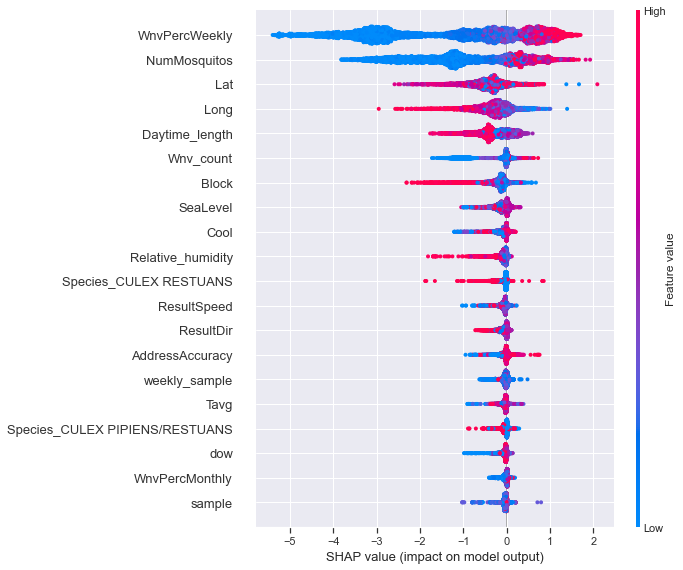 High
WnvPercWeekly
NumMosquitos
Lat
Long
Daytime_length
Wnv_count
Block
SeaLevel
Cool
Relative_humidity
Species_CULEX RESTUANS
ResultSpeed
ResultDir
AddressAccuracy
weekly_sample
Tavg
Species_CULEX PIPIENS/RESTUANS
dow
WnvPercMonthly
sample
Feature value
Low
−5 −4 −3 −2 −1 0 1 2
SHAP value (impact on model output)